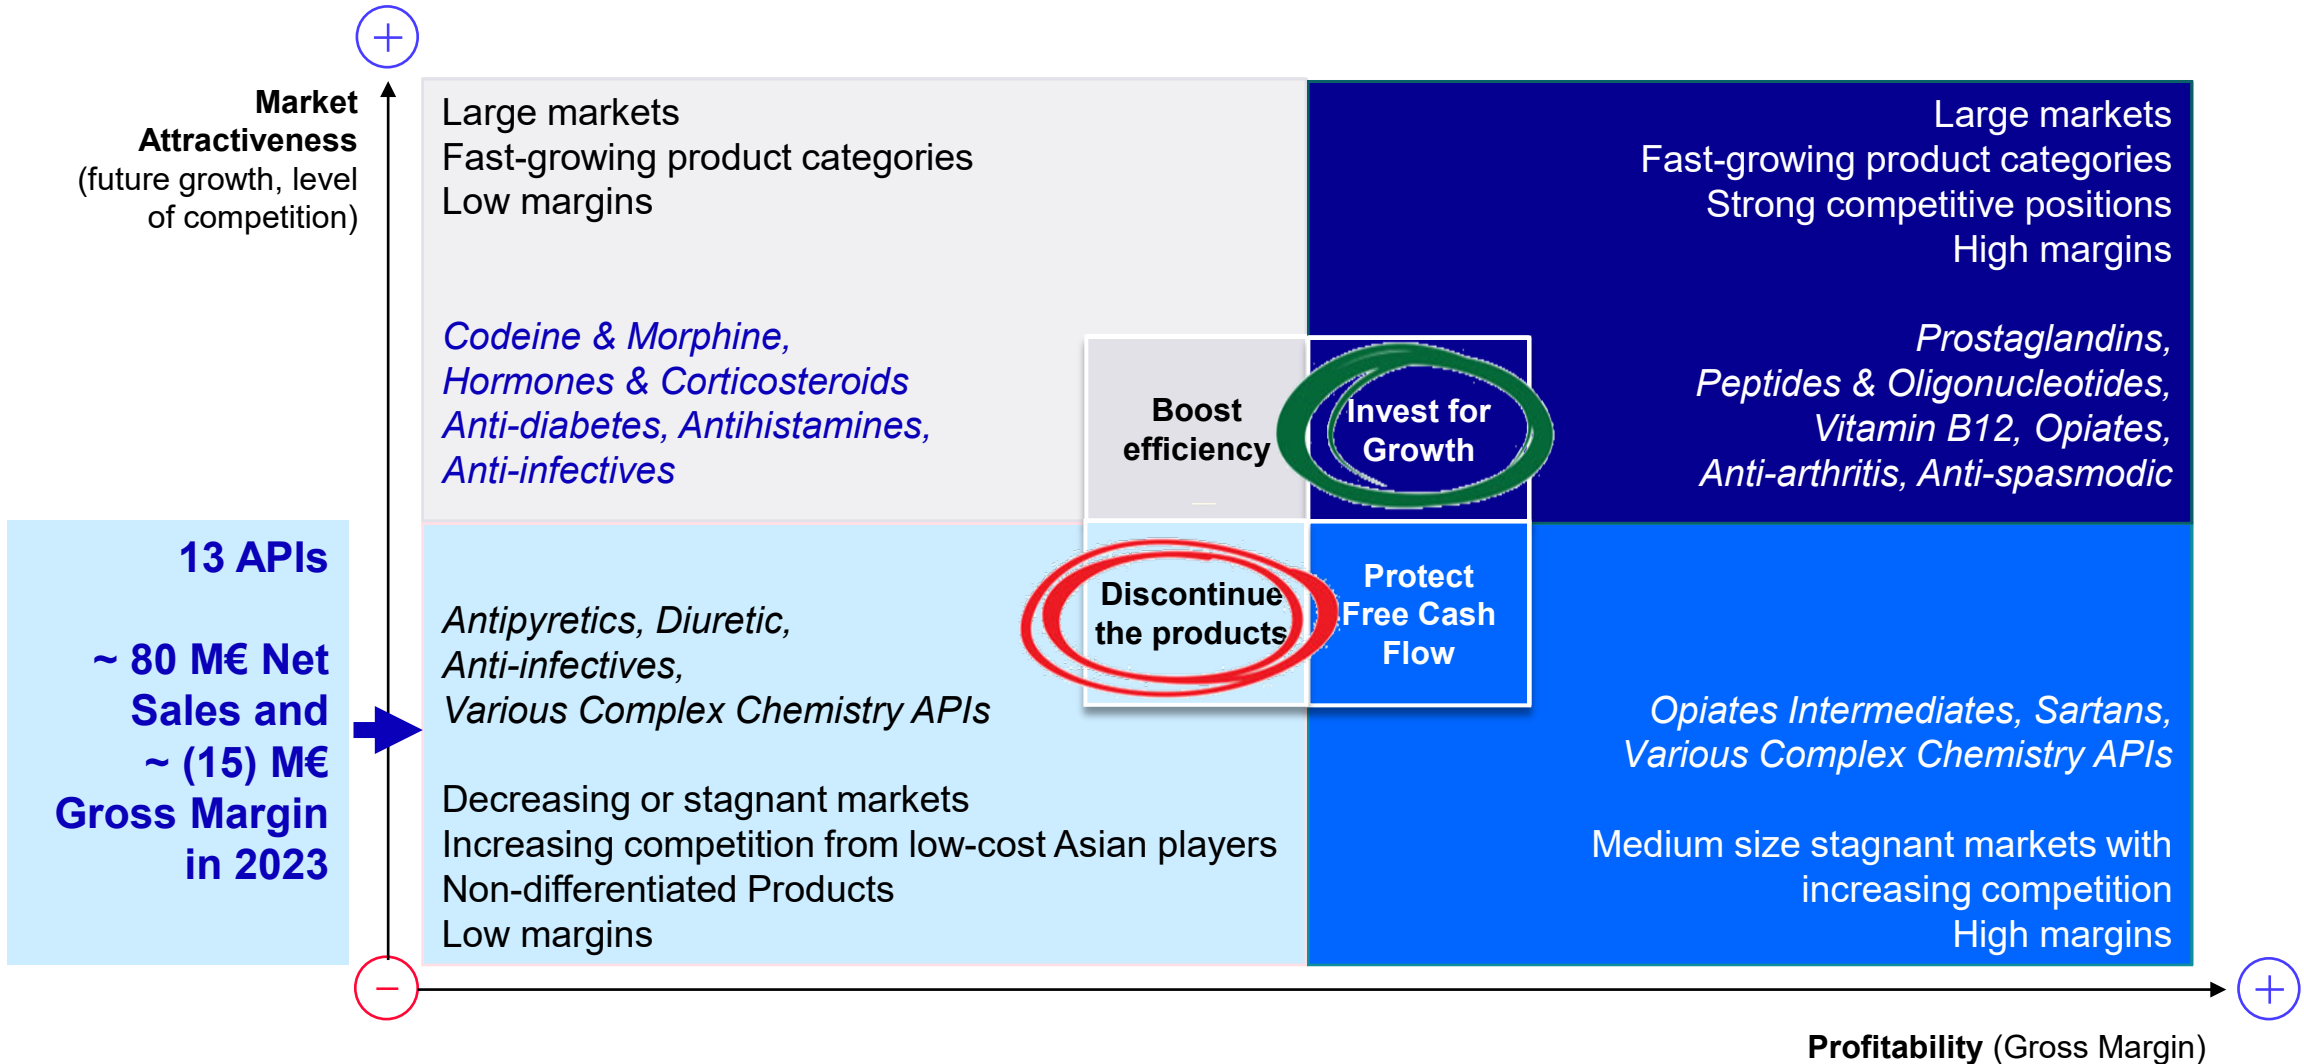 +
Market
Attractiveness
(future growth, level
of competition)
Large markets
Fast-growing product categories
Low margins
Codeine & Morphine,
Hormones & Corticosteroids
Anti-diabetes, Antihistamines,
Anti-infectives
Large markets
Fast-growing product categories
Strong competitive positions
High margins
Prostaglandins,
Peptides & Oligonucleotides,
Vitamin B12, Opiates,
Anti-arthritis, Anti-spasmodic
Boost
efficiency
Invest for
Growth
Discontinue
the products
Protect
Free Cash
Flow
13 APIs
~ 80 M€ Net
Sales and
~ (15) M€
Gross Margin
in 2023
Antipyretics, Diuretic,
Anti-infectives,
Various Complex Chemistry APIs
Decreasing or stagnant markets
Increasing competition from low-cost Asian players
Non-differentiated Products
Low margins
Opiates Intermediates, Sartans,
Various Complex Chemistry APIs
Medium size stagnant markets with
increasing competition
High margins
−
+
Profitability (Gross Margin)